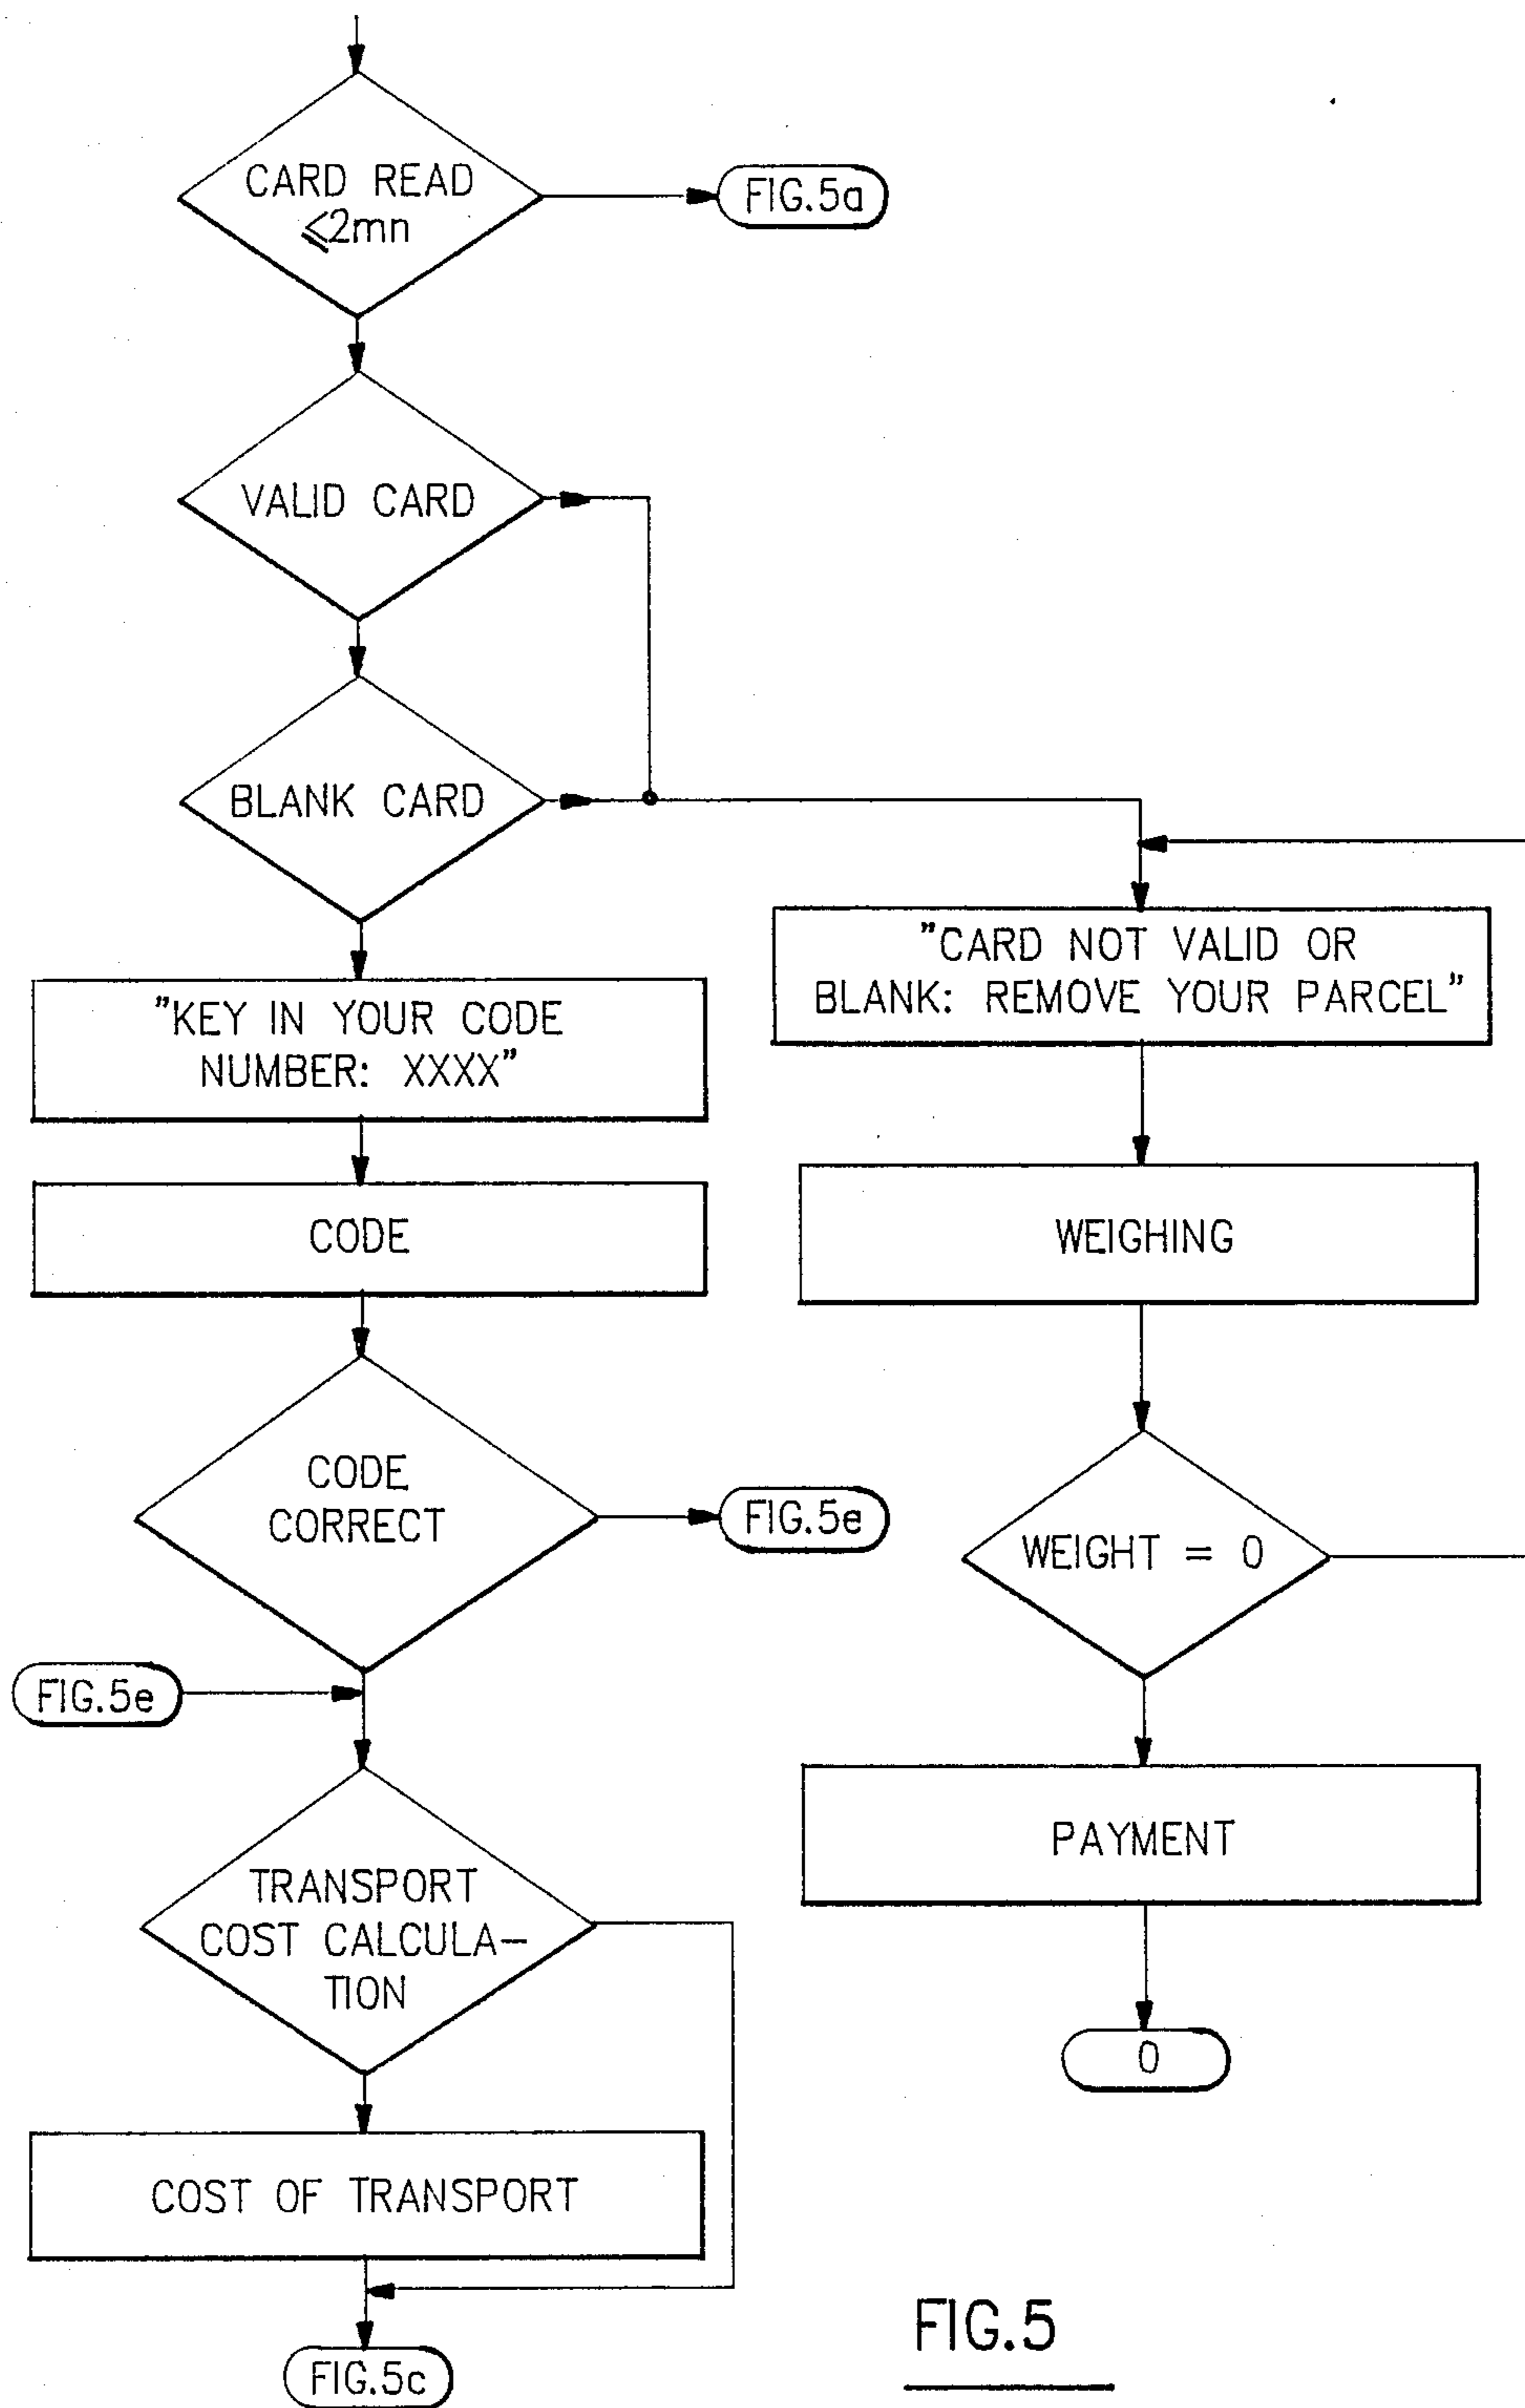 CARD READ
≤2mn
FIG.5a
VALID CARD
BLANK CARD
"CARD NOT VALID OR
BLANK: REMOVE YOUR PARCEL"
"KEY IN YOUR CODE
NUMBER: XXXX"
CODE
WEIGHING
CODE
CORRECT
FIG.5e
WEIGHT = 0
FIG.5e
PAYMENT
TRANSPORT
COST CALCULA-
TION
0
COST OF TRANSPORT
FIG.5c
FIG.5